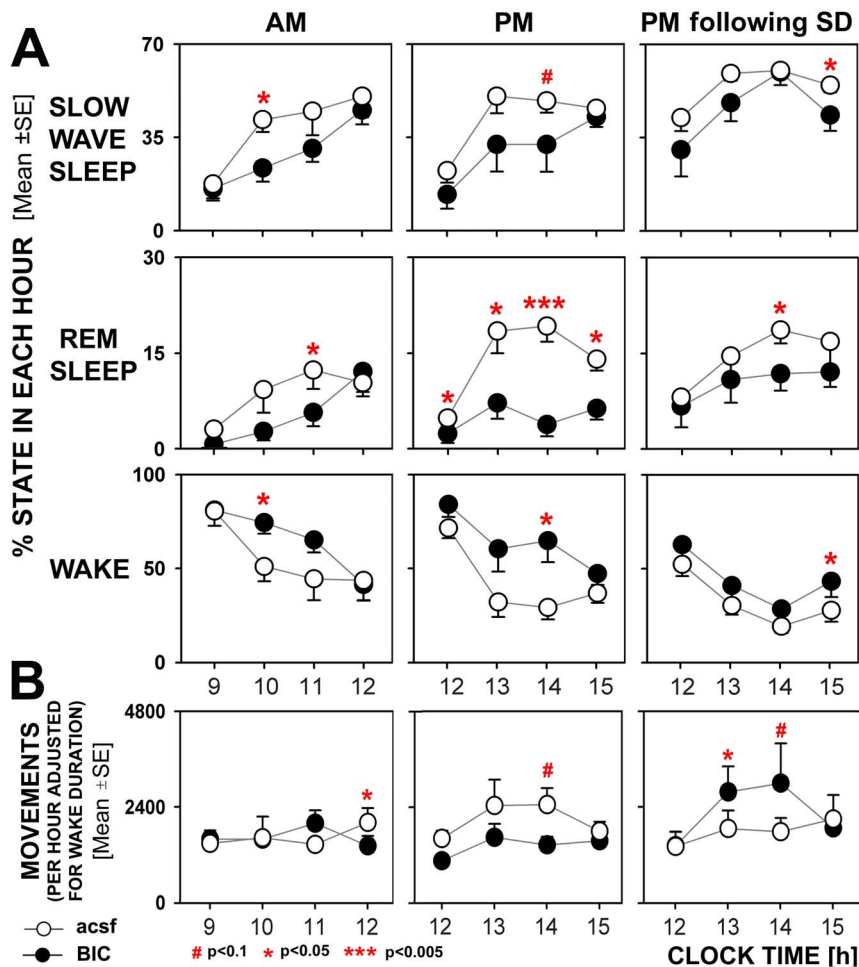 AM PM PM following SD
A
SLOW
WAVE
SLEEP
REM
SLEEP
WAKE
% STATE IN EACH HOUR [Mean ±SE]
70
35
0
*
#
*
30
15
0
*
*
*
***
*
*
100
50
0
*
*
*
9 10 11 12
12 13 14 15
12 13 14 15
B
MOVEMENTS
(PER HOUR ADJUSTED
FOR WAKE DURATION)
[Mean ±SE]
4800
2400
0
*
#
*
#
9 10 11 12
12 13 14 15
12 13 14 15
acsf
BIC
# p<0.1 * p<0.05 *** p<0.005
CLOCK TIME [h]